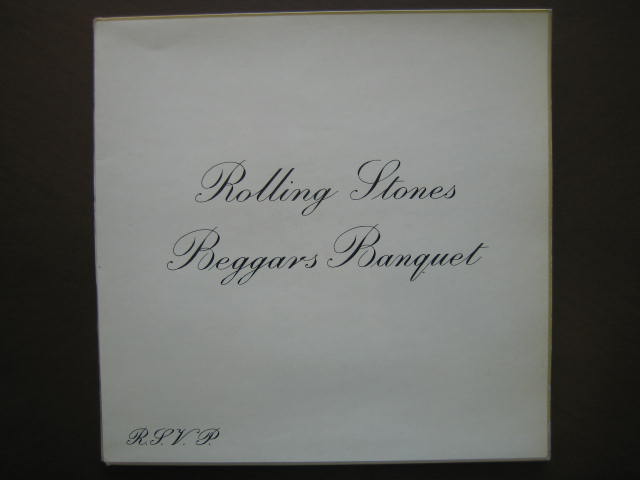 Rolling Stones
Beggars Banquet
R.S.V.P.